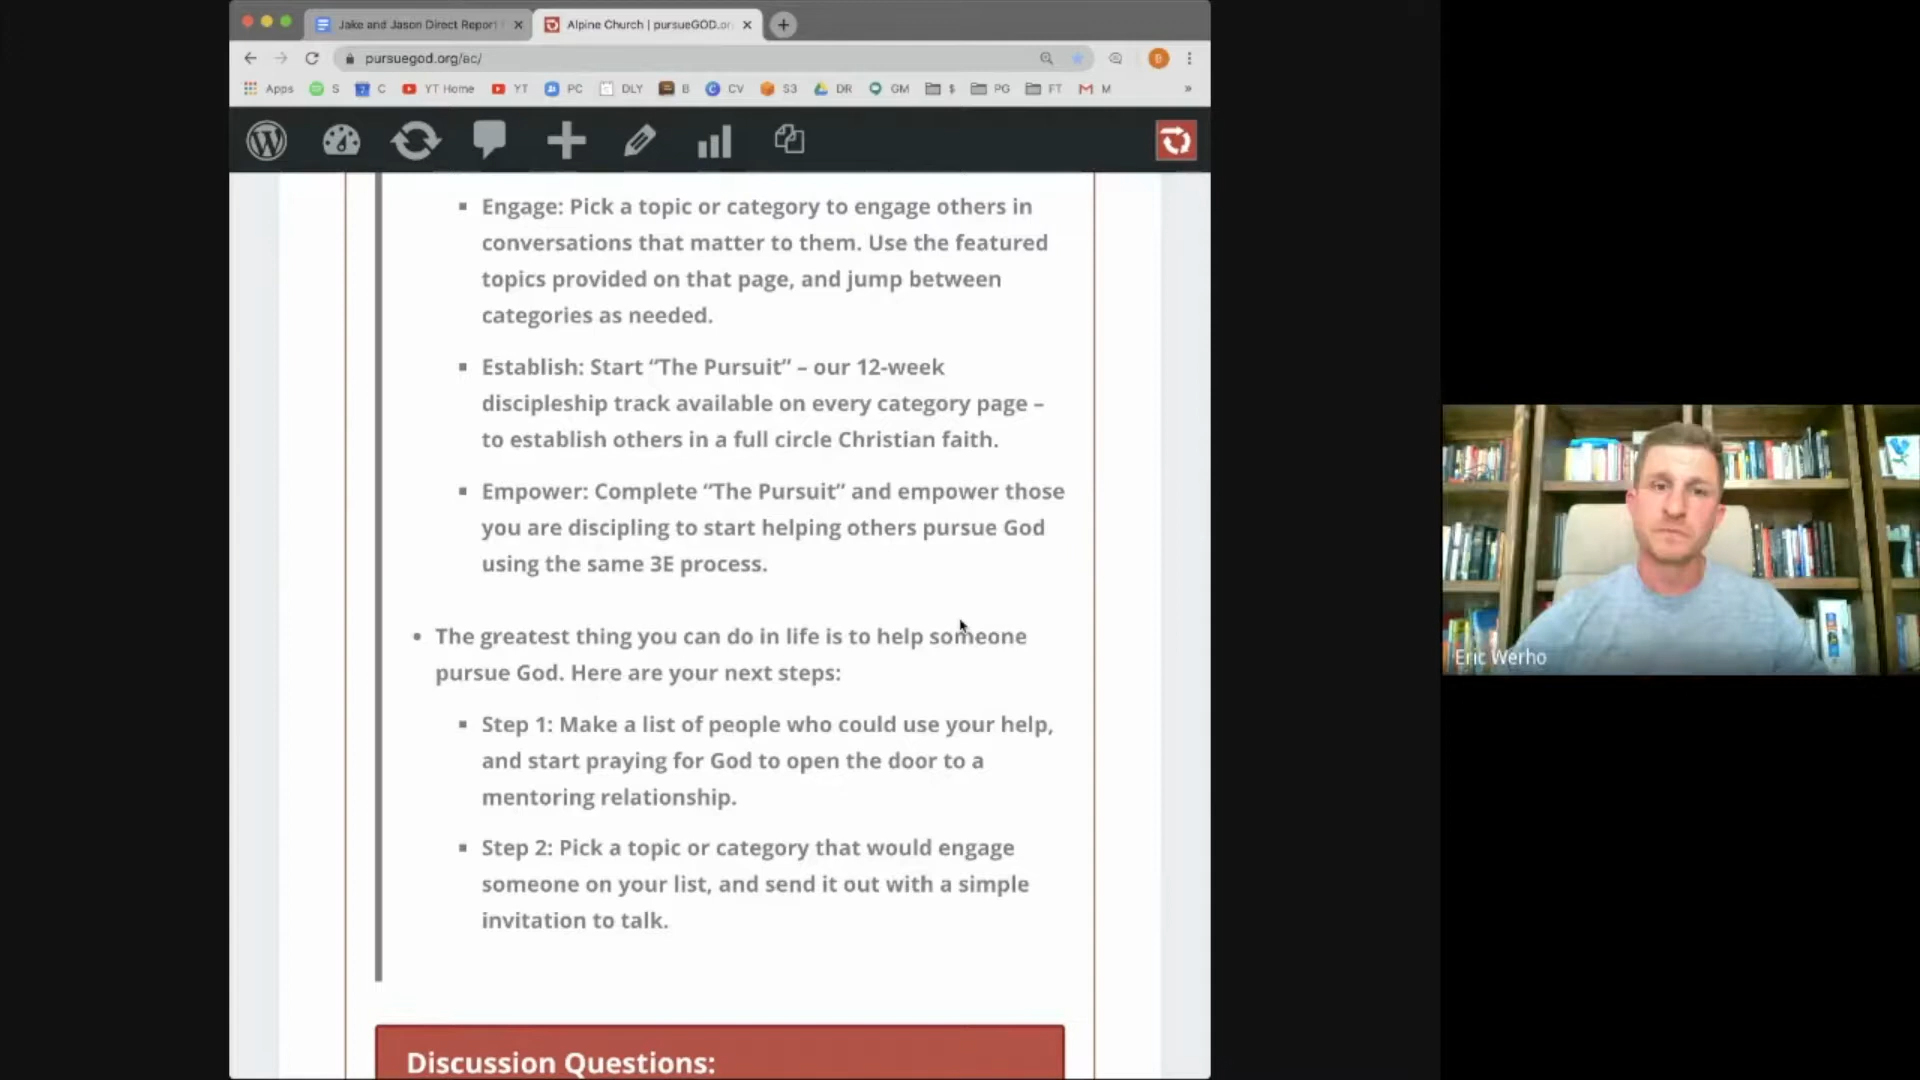 Jake and Jason Direct Report
Alpine Church | pursueGOD.or
pursuegod.org/ac/
B
Apps S C YT Home YT PC DLY B CV S3 DR GM $ PG FT M »
Engage: Pick a topic or category to engage others in
conversations that matter to them. Use the featured
topics provided on that page, and jump between
categories as needed.
Establish: Start “The Pursuit” – our 12-week
discipleship track available on every category page –
to establish others in a full circle Christian faith.
Empower: Complete “The Pursuit” and empower those
you are discipling to start helping others pursue God
using the same 3E process.
The greatest thing you can do in life is to help someone
pursue God. Here are your next steps:
Step 1: Make a list of people who could use your help,
and start praying for God to open the door to a
mentoring relationship.
Step 2: Pick a topic or category that would engage
someone on your list, and send it out with a simple
invitation to talk.
Discussion Questions:
Eric Werho